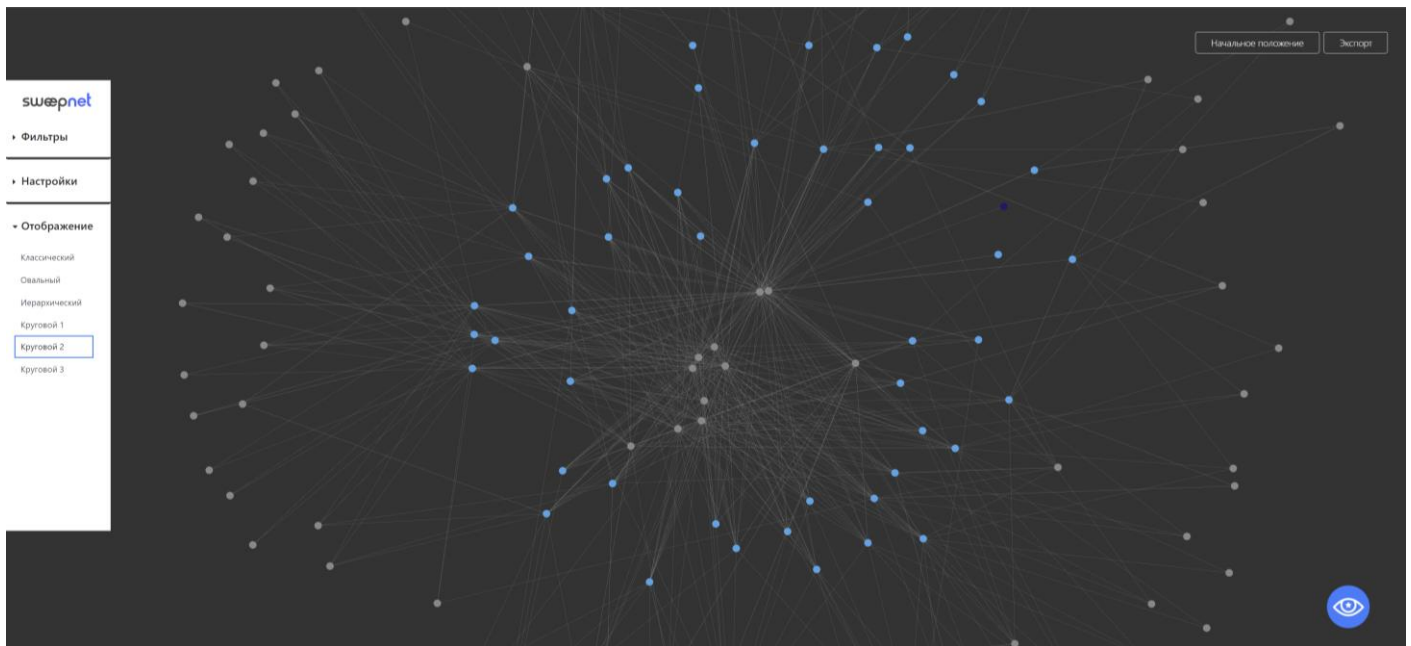 sweepnet
Фильтры
Настройки
Отображение
Классический
Овальный
Иерархический
Круговой 1
Круговой 2
Круговой 3
Начальное положение
Экспорт